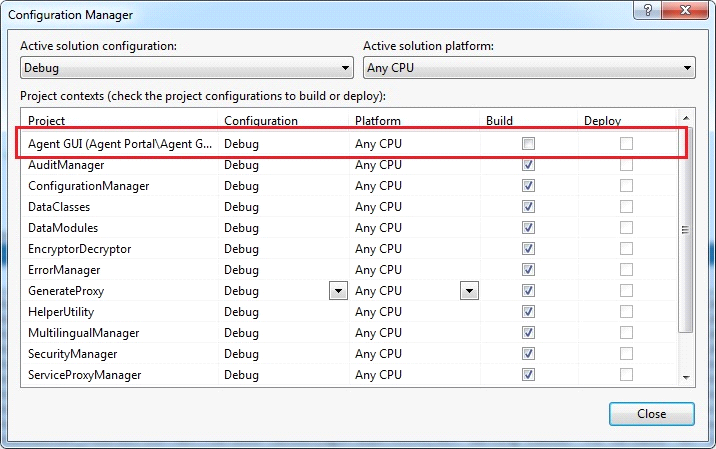 Configuration Manager
Active solution configuration: Active solution platform:
Debug Any CPU
Project contexts (check the project configurations to build or deploy):
Project Configuration Platform Build Deploy
Agent GUI (Agent Portal\Agent G... Debug Any CPU
AuditManager Debug Any CPU
ConfigurationManager Debug Any CPU
DataClasses Debug Any CPU
DataModules Debug Any CPU
EncryptorDecryptor Debug Any CPU
ErrorManager Debug Any CPU
GenerateProxy Debug Any CPU
HelperUtility Debug Any CPU
MultilingualManager Debug Any CPU
SecurityManager Debug Any CPU
ServiceProxyManager Debug Any CPU
Close